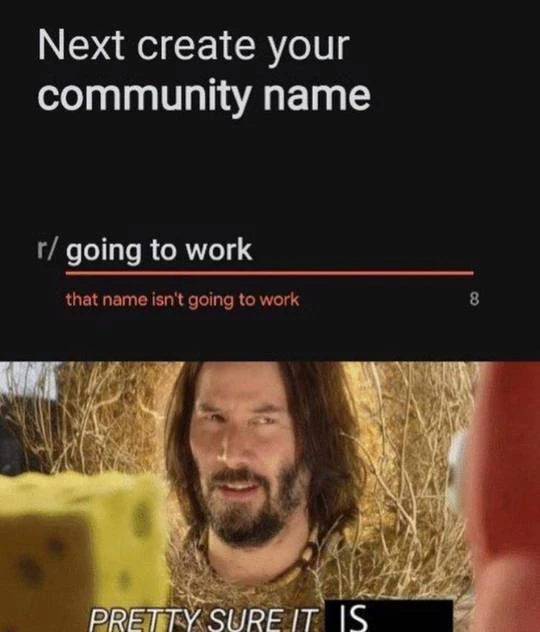 Next create your
community name
r/ going to work
that name isn't going to work 8
PRETTY SURE IT IS